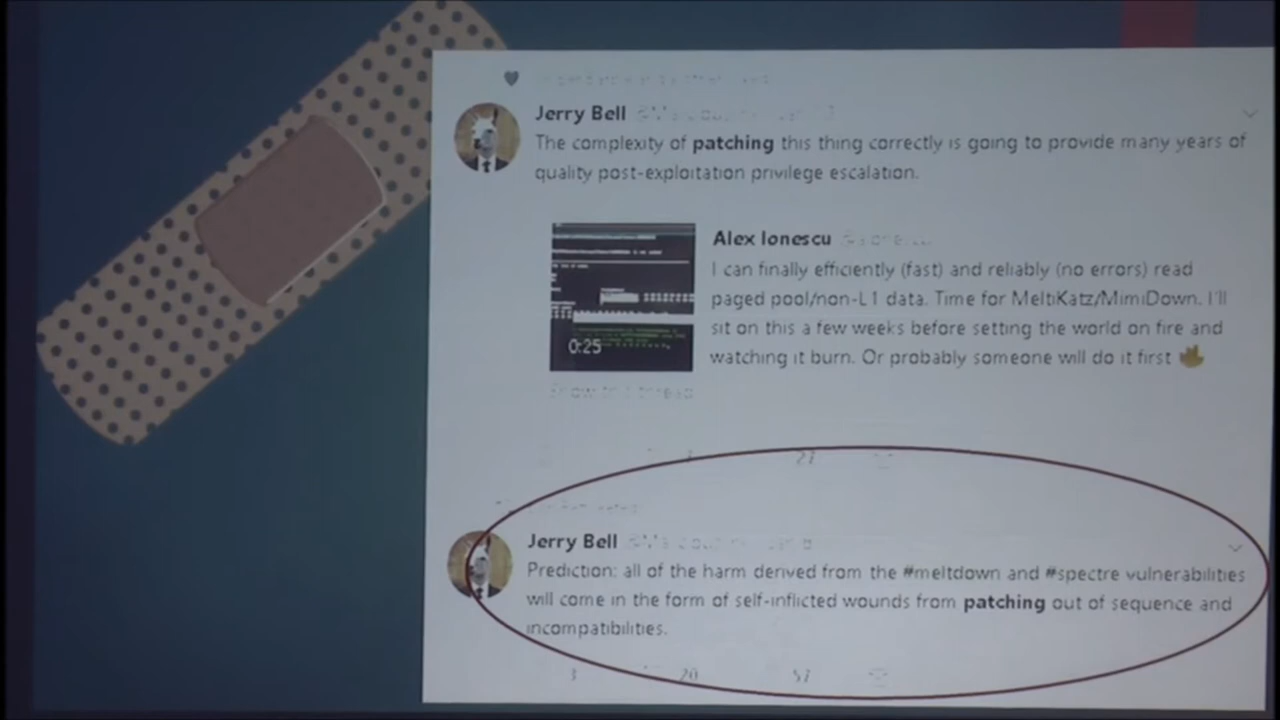 Jerry Bell
The complexity of patching this thing correctly is going to provide many years of
quality post-exploitation privilege escalation.
Alex Ionescu
I can finally efficiently (fast) and reliably (no errors) read
paged pool/non-L1 data. Time for MeltiKatz/MimiDown. I'll
sit on this a few weeks before setting the world on fire and
watching it burn. Or probably someone will do it first
0:25
27
Jerry Bell
Prediction: all of the harm derived from the #meltdown and #spectre vulnerabilities
will come in the form of self-inflicted wounds from patching out of sequence and
incompatibilities.
3 20 57